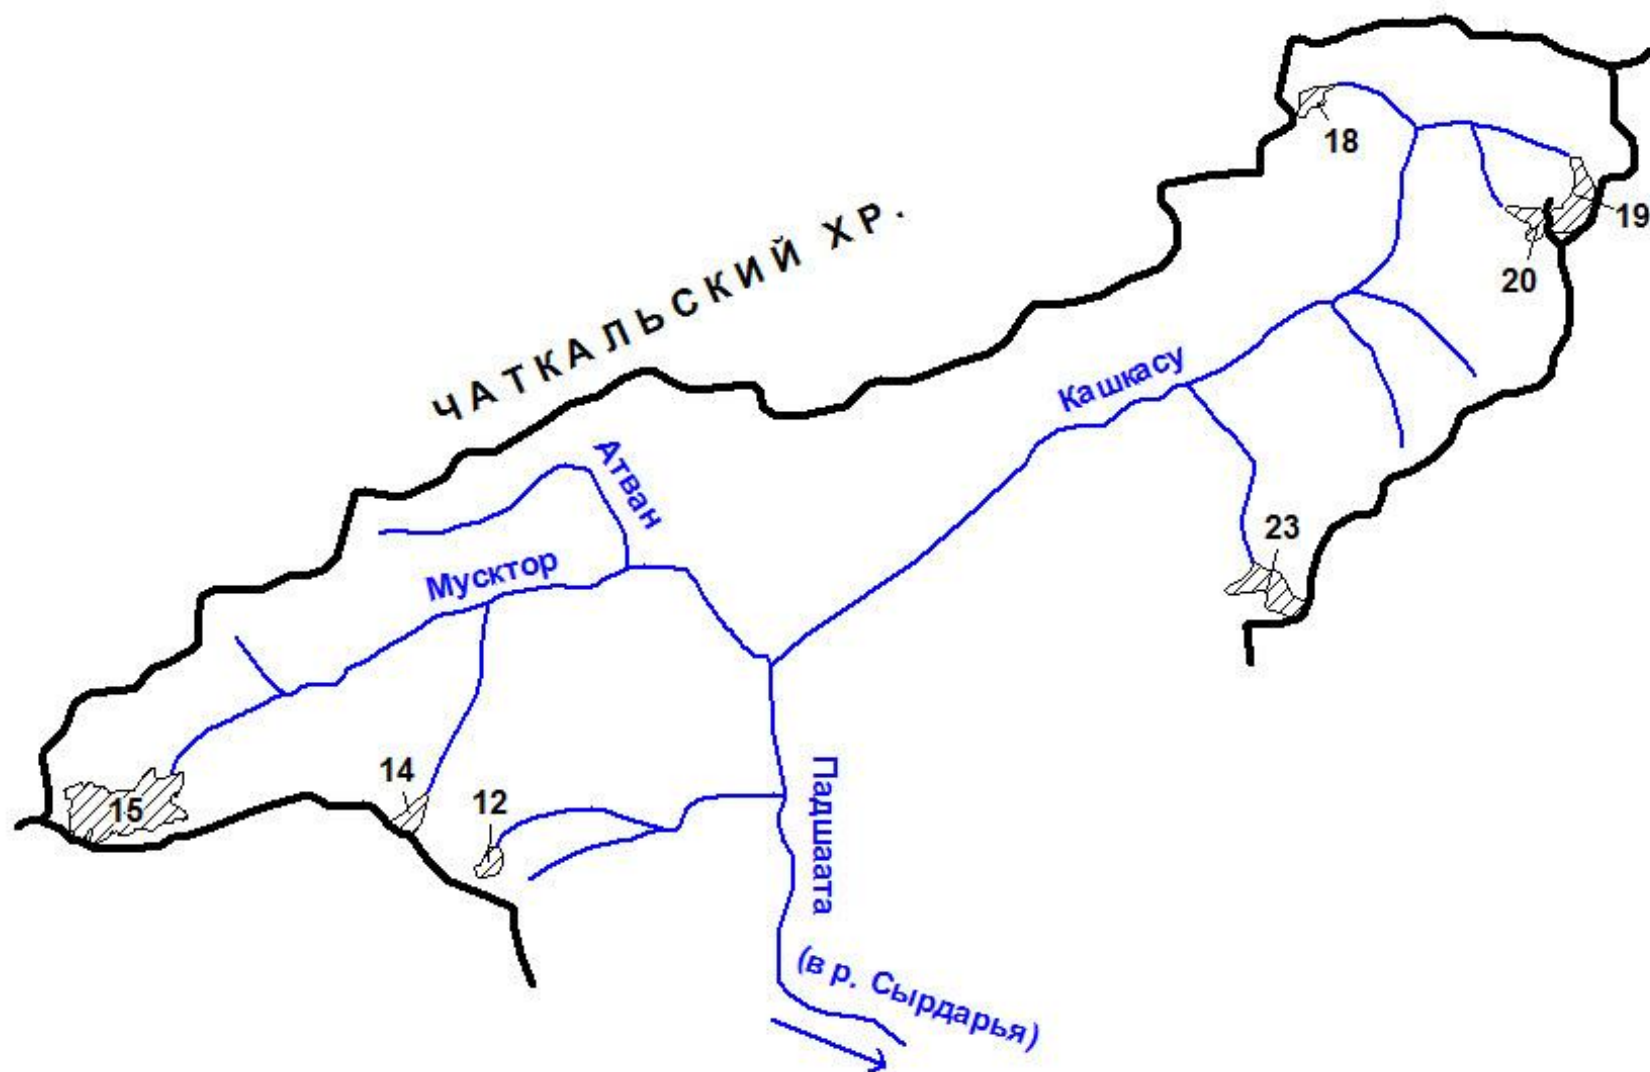 18
19
20
ЧАТКАЛЬСКИЙ ХР.
Кашкасу
Атван
23
Мусктор
14
12
15
Падшаата
(в р. Сырдарья)